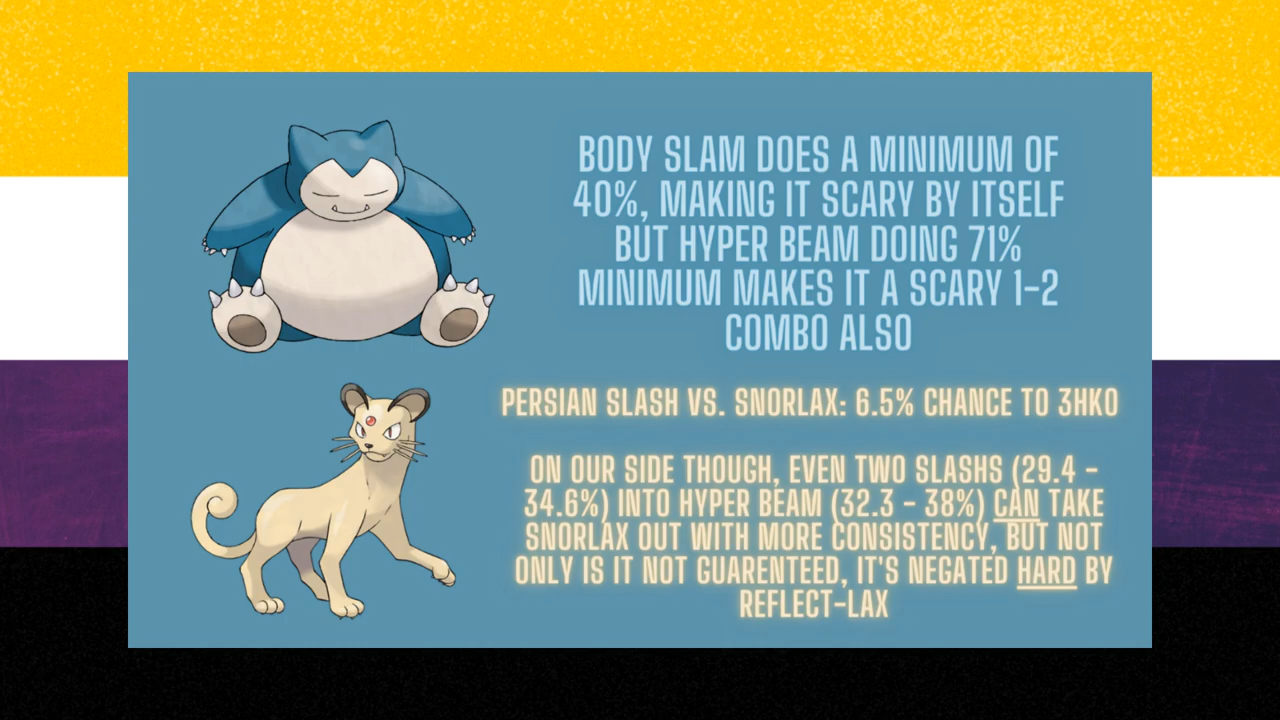 BODY SLAM DOES A MINIMUM OF
40%, MAKING IT SCARY BY ITSELF
BUT HYPER BEAM DOING 71%
MINIMUM MAKES IT A SCARY 1-2
COMBO ALSO
PERSIAN SLASH VS. SNORLAX: 6.5% CHANCE TO 3HKO
ON OUR SIDE THOUGH, EVEN TWO SLASHS (29.4 -
34.6%) INTO HYPER BEAM (32.3 - 38%) CAN TAKE
SNORLAX OUT WITH MORE CONSISTENCY, BUT NOT
ONLY IS IT NOT GUARENTEED, IT'S NEGATED HARD BY
REFLECT-LAX